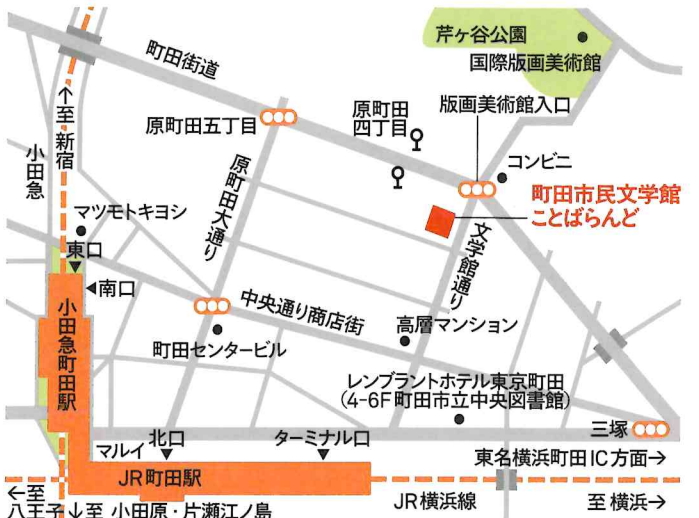 芹ヶ谷公園
国際版画美術館
町田街道
↑至新宿
小田急
原町田五丁目
原町田
四丁目
版画美術館入口
コンビニ
町田市民文学館
ことばらんど
原町田大通り
文学館通り
マツモトキヨシ
東口
南口
小田急町田駅
中央通り商店街
町田センタービル
高層マンション
レンブラントホテル東京町田
(4-6F町田市立中央図書館)
三塚
マルイ
北口
ターミナル口
東名横浜町田IC方面→
JR町田駅
JR横浜線
至横浜→
←至
八王子
↓至 小田原・片瀬江ノ島